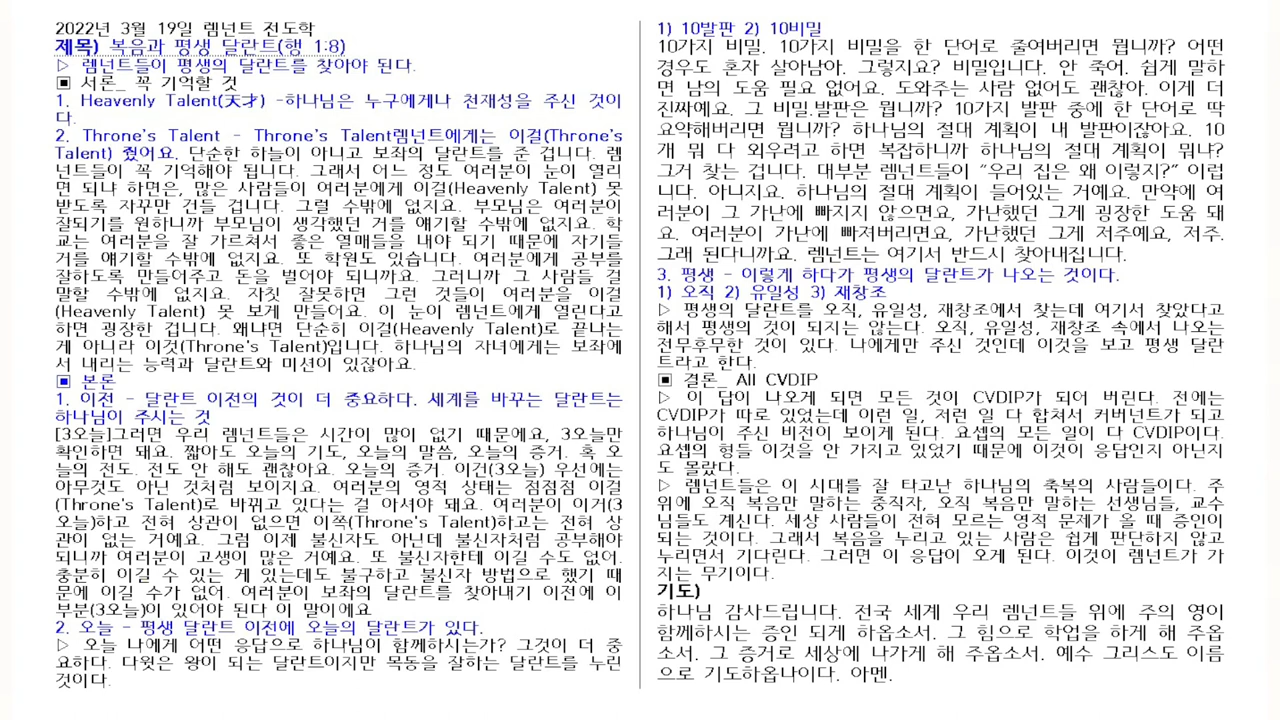 2022년 3월 19일 렘넌트 전도학
제목) 복음과 평생 달란트(행 1:8)
▷ 렘넌트들이 평생의 달란트를 찾아야 된다.
▣ 서론_ 꼭 기억할 것
1. Heavenly Talent(天才) -하나님은 누구에게나 천재성을 주신 것이
다.
2. Throne's Talent - Throne's Talent렘넌트에게는 이걸(Throne's
Talent) 줬어요. 단순한 하늘이 아니고 보좌의 달란트를 준 겁니다. 렘
넌트들이 꼭 기억해야 됩니다. 그래서 어느 정도 여러분이 눈이 열리
면 되냐 하면은, 많은 사람들이 여러분에게 이걸(Heavenly Talent) 못
받도록 자꾸만 건들 겁니다. 그럴 수밖에 없지요. 부모님은 여러분이
잘되기를 원하니까 부모님이 생각했던 거를 얘기할 수밖에 없지요. 학
교는 여러분을 잘 가르쳐서 좋은 열매들을 내야 되기 때문에 자기들
거를 얘기할 수밖에 없지요. 또 학원도 있습니다. 여러분에게 공부를
잘하도록 만들어주고 돈을 벌어야 되니까요. 그러니까 그 사람들 걸
말할 수밖에 없지요. 자칫 잘못하면 그런 것들이 여러분을 이걸
(Heavenly Talent) 못 보게 만들어요. 이 눈이 렘넌트에게 열린다고
하면 굉장한 겁니다. 왜냐면 단순히 이걸(Heavenly Talent)로 끝나는
게 아니라 이것(Throne's Talent)입니다. 하나님의 자녀에게는 보좌에
서 내리는 능력과 달란트와 미션이 있잖아요.
▣ 본론
1. 이전 - 달란트 이전의 것이 더 중요하다. 세계를 바꾸는 달란트는
하나님이 주시는 것
[3오늘]그러면 우리 렘넌트들은 시간이 많이 없기 때문에요, 3오늘만
확인하면 돼요. 짧아도 오늘의 기도, 오늘의 말씀, 오늘의 증거. 혹 오
늘의 전도. 전도 안 해도 괜찮아요. 오늘의 증거. 이건(3오늘) 우선에는
아무것도 아닌 것처럼 보이지요. 여러분의 영적 상태는 점점점 이걸
(Throne's Talent)로 바뀌고 있다는 걸 아셔야 돼요. 여러분이 이거(3
오늘)하고 전혀 상관이 없으면 이쪽(Throne's Talent)하고는 전혀 상
관이 없는 거예요. 그럼 이제 불신자도 아닌데 불신자처럼 공부해야
되니까 여러분이 고생이 많은 거예요. 또 불신자한테 이길 수도 없어.
충분히 이길 수 있는 게 있는데도 불구하고 불신자 방법으로 했기 때
문에 이길 수가 없어. 여러분이 보좌의 달란트를 찾아내기 이전에 이
부분(3오늘)이 있어야 된다 이 말이에요
2. 오늘 - 평생 달란트 이전에 오늘의 달란트가 있다.
▷ 오늘 나에게 어떤 응답으로 하나님이 함께하시는가? 그것이 더 중
요하다. 다윗은 왕이 되는 달란트이지만 목동을 잘하는 달란트를 누린
것이다.
1) 10발판 2) 10비밀
10가지 비밀. 10가지 비밀을 한 단어로 줄여버리면 뭡니까? 어떤
경우도 혼자 살아남아. 그렇지요? 비밀입니다. 안 죽어. 쉽게 말하
면 남의 도움 필요 없어요. 도와주는 사람 없어도 괜찮아. 이게 더
진짜예요. 그 비밀.발판은 뭡니까? 10가지 발판 중에 한 단어로 딱
요약해버리면 뭡니까? 하나님의 절대 계획이 내 발판이잖아요. 10
개 뭐 다 외우려고 하면 복잡하니까 하나님의 절대 계획이 뭐냐?
그거 찾는 겁니다. 대부분 렘넌트들이 “우리 집은 왜 이렇지?” 이럽
니다. 아니지요. 하나님의 절대 계획이 들어있는 거예요. 만약에 여
러분이 그 가난에 빠지지 않으면요, 가난했던 그게 굉장한 도움 돼
요. 여러분이 가난에 빠져버리면요, 가난했던 그게 저주예요, 저주.
그래 된다니까요. 렘넌트는 여기서 반드시 찾아내집니다.
3. 평생 - 이렇게 하다가 평생의 달란트가 나오는 것이다.
1) 오직 2) 유일성 3) 재창조
▷ 평생의 달란트를 오직, 유일성, 재창조에서 찾는데 여기서 찾았다고
해서 평생의 것이 되지는 않는다. 오직, 유일성, 재창조 속에서 나오는
전무후무한 것이 있다. 나에게만 주신 것인데 이것을 보고 평생 달란
트라고 한다.
▣ 결론_ All CVDIP
▷ 이 답이 나오게 되면 모든 것이 CVDIP가 되어 버린다. 전에는
CVDIP가 따로 있었는데 이런 일, 저런 일 다 합쳐서 커버넌트가 되고
하나님이 주신 비전이 보이게 된다. 요셉의 모든 일이 다 CVDIP이다.
요셉의 형들 이것을 안 가지고 있었기 때문에 이것이 응답인지 아닌지
도 몰랐다.
▷ 렘넌트들은 이 시대를 잘 타고난 하나님의 축복의 사람들이다. 주
위에 오직 복음만 말하는 중직자, 오직 복음만 말하는 선생님들, 교수
님들도 계신다. 세상 사람들이 전혀 모르는 영적 문제가 올 때 증인이
되는 것이다. 그래서 복음을 누리고 있는 사람은 쉽게 판단하지 않고
누리면서 기다린다. 그러면 이 응답이 오게 된다. 이것이 렘넌트가 가
지는 무기이다.
기도)
하나님 감사드립니다. 전국 세계 우리 렘넌트들 위에 주의 영이
함께하시는 증인 되게 하옵소서. 그 힘으로 학업을 하게 해 주옵
소서. 그 증거로 세상에 나가게 해 주옵소서. 예수 그리스도 이름
으로 기도하옵나이다. 아멘.